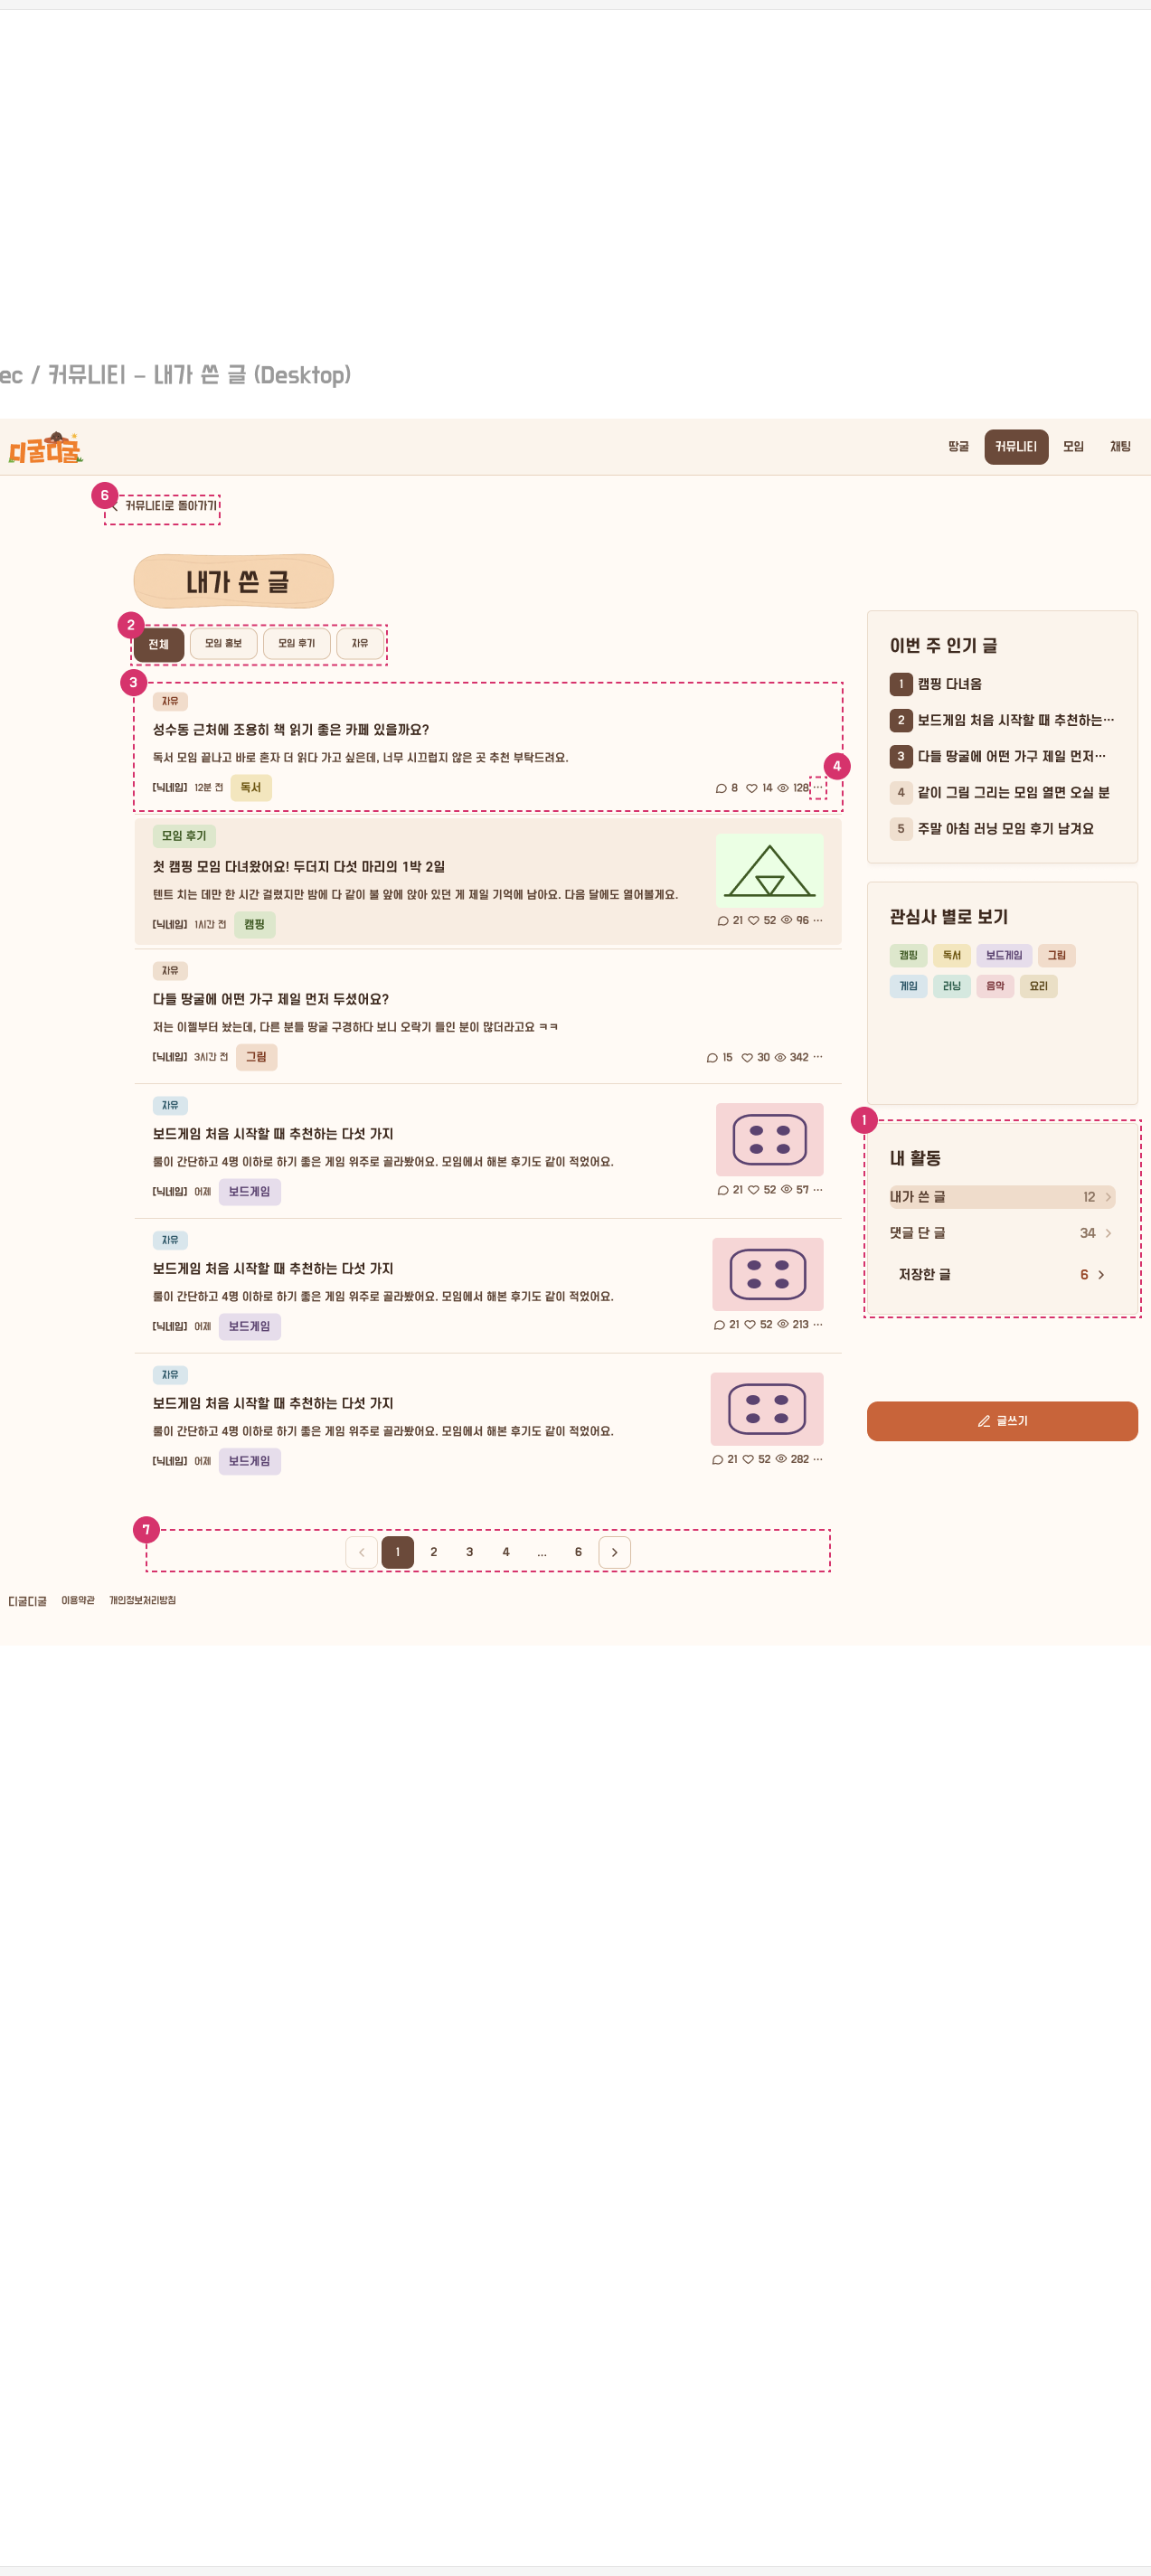 ec / 커뮤니티 – 내가 쓴 글 (Desktop)
디굴디굴
땅굴 커뮤니티 모임 채팅
6
커뮤니티로 돌아가기
내가 쓴 글
2
전체 모임 홍보 모임 후기 자유
3
자유
성수동 근처에 조용히 책 읽기 좋은 카페 있을까요?
독서 모임 끝나고 바로 혼자 더 읽다 가고 싶은데, 너무 시끄럽지 않은 곳 추천 부탁드려요.
4
[닉네임] 12분 전 독서
8 14 128 ...
모임 후기
첫 캠핑 모임 다녀왔어요! 두더지 다섯 마리의 1박 2일
텐트 치는 데만 한 시간 걸렸지만 밤에 다 같이 불 앞에 앉아 있던 게 제일 기억에 남아요. 다음 달에도 열어볼게요.
[닉네임] 1시간 전 캠핑
21 52 96 ...
자유
다들 땅굴에 어떤 가구 제일 먼저 두셨어요?
저는 이젤부터 놨는데, 다른 분들 땅굴 구경하다 보니 오락기 들인 분이 많더라고요 ㅋㅋ
[닉네임] 3시간 전 그림
15 30 342 ...
자유
보드게임 처음 시작할 때 추천하는 다섯 가지
룰이 간단하고 4명 이하로 하기 좋은 게임 위주로 골라봤어요. 모임에서 해본 후기도 같이 적었어요.
[닉네임] 어제 보드게임
21 52 57 ...
자유
보드게임 처음 시작할 때 추천하는 다섯 가지
룰이 간단하고 4명 이하로 하기 좋은 게임 위주로 골라봤어요. 모임에서 해본 후기도 같이 적었어요.
[닉네임] 어제 보드게임
21 52 213 ...
자유
보드게임 처음 시작할 때 추천하는 다섯 가지
룰이 간단하고 4명 이하로 하기 좋은 게임 위주로 골라봤어요. 모임에서 해본 후기도 같이 적었어요.
[닉네임] 어제 보드게임
21 52 282 ...
7
1 2 3 4 ... 6
이번 주 인기 글
1 캠핑 다녀옴
2 보드게임 처음 시작할 때 추천하는...
3 다들 땅굴에 어떤 가구 제일 먼저...
4 같이 그림 그리는 모임 열면 오실 분
5 주말 아침 러닝 모임 후기 남겨요
관심사 별로 보기
캠핑 독서 보드게임 그림
게임 러닝 음악 요리
1
내 활동
내가 쓴 글 12
댓글 단 글 34
저장한 글 6
글쓰기
디굴디굴 이용약관 개인정보처리방침